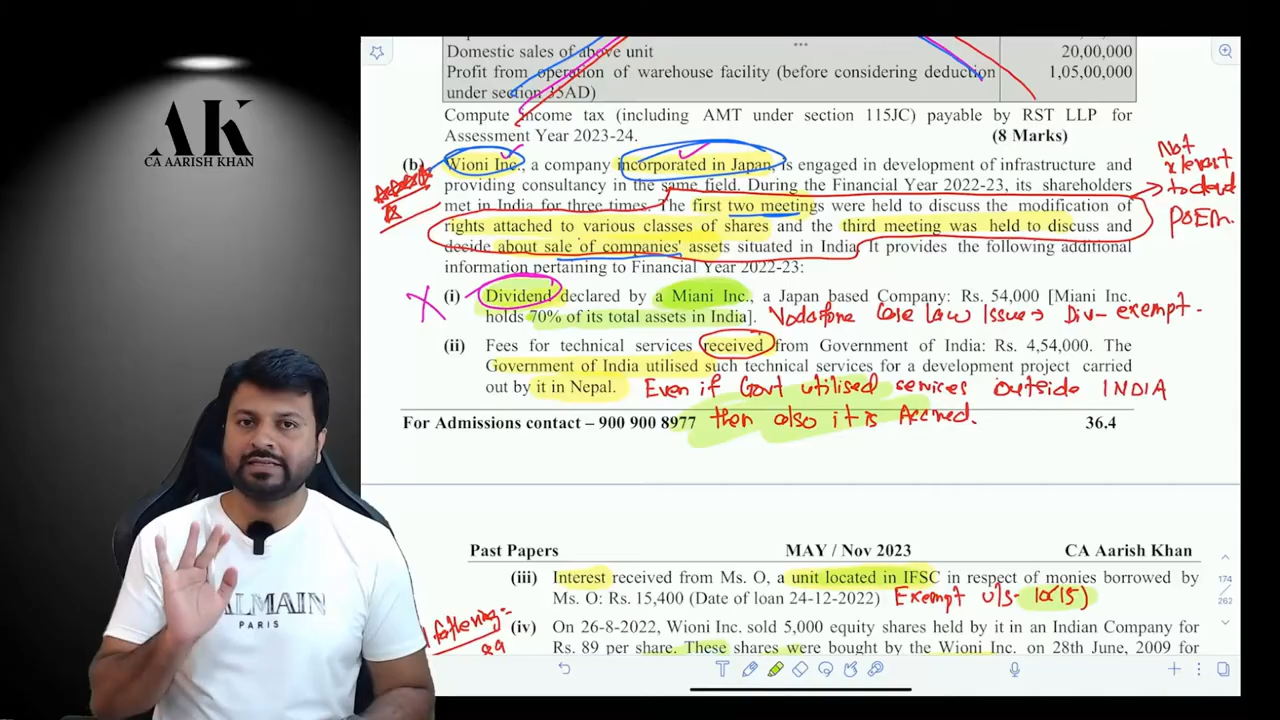 AK
CA AARISH KHAN
BALMAIN
PARIS
Domestic sales of above unit 20,00,000
Profit from operation of warehouse facility (before considering deduction 1,05,00,000
under section 35AD)
Compute Income tax (including AMT under section 115JC) payable by RST LLP for
Assessment Year 2023-24. (8 Marks)
(b) Wioni Inc., a company incorporated in Japan, is engaged in development of infrastructure and
providing consultancy in the same field. During the Financial Year 2022-23, its shareholders
met in India for three times. The first two meetings were held to discuss the modification of
rights attached to various classes of shares and the third meeting was held to discuss and
decide about sale of companies' assets situated in India. It provides the following additional
information pertaining to Financial Year 2022-23:
Not
relevant
to decid
POEM.
(i) Dividend declared by a Miani Inc., a Japan based Company: Rs. 54,000 [Miani Inc.
holds 70% of its total assets in India].
Vodafone Case Law Issue → Div- exempt.
(ii) Fees for technical services received from Government of India: Rs. 4,54,000. The
Government of India utilised such technical services for a development project carried
out by it in Nepal.
Even if Govt utilised services outside INDIA
then also it is Accrued.
For Admissions contact – 900 900 8977 36.4
Past Papers MAY / Nov 2023 CA Aarish Khan
(iii) Interest received from Ms. O, a unit located in IFSC in respect of monies borrowed by
Ms. O: Rs. 15,400 (Date of loan 24-12-2022)
Exempt u/s- 10(15)
(iv) On 26-8-2022, Wioni Inc. sold 5,000 equity shares held by it in an Indian Company for
Rs. 89 per share. These shares were bought by the Wioni Inc. on 28th June, 2009 for
174
262